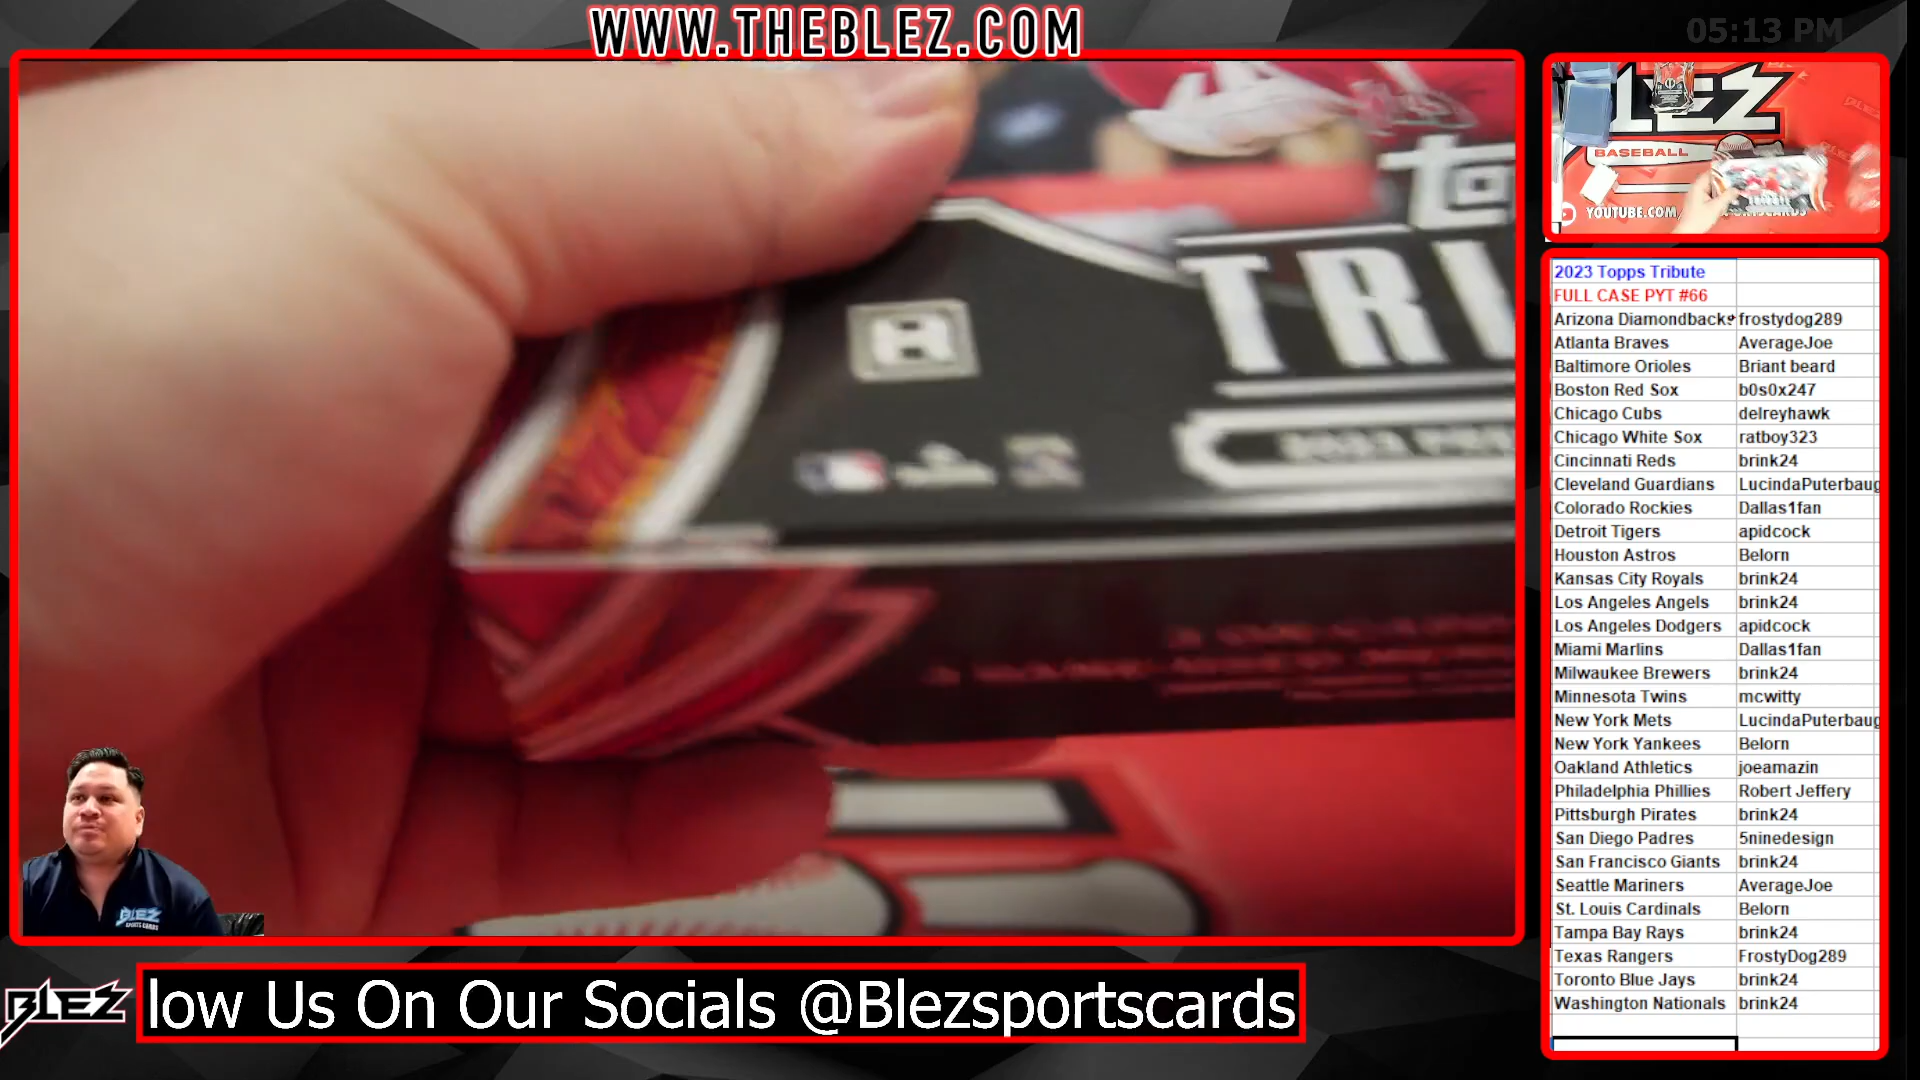 WWW.THEBLEZ.COM
05:13 PM
BLEZ
BASEBALL
YOUTUBE.COM/
H
TRI
2023 Topps Tribute
FULL CASE PYT #66
Arizona Diamondbacks frostydog289
Atlanta Braves AverageJoe
Baltimore Orioles Briant beard
Boston Red Sox b0s0x247
Chicago Cubs delreyhawk
Chicago White Sox ratboy323
Cincinnati Reds brink24
Cleveland Guardians LucindaPuterbaug
Colorado Rockies Dallas1fan
Detroit Tigers apidcock
Houston Astros Belorn
Kansas City Royals brink24
Los Angeles Angels brink24
Los Angeles Dodgers apidcock
Miami Marlins Dallas1fan
Milwaukee Brewers brink24
Minnesota Twins mcwitty
New York Mets LucindaPuterbaug
New York Yankees Belorn
Oakland Athletics joeamazin
Philadelphia Phillies Robert Jeffery
Pittsburgh Pirates brink24
San Diego Padres 5ninedesign
San Francisco Giants brink24
Seattle Mariners AverageJoe
St. Louis Cardinals Belorn
Tampa Bay Rays brink24
Texas Rangers FrostyDog289
Toronto Blue Jays brink24
Washington Nationals brink24
BLEZ
SPORTS CARDS
BLEZ
low Us On Our Socials @Blezsportscards